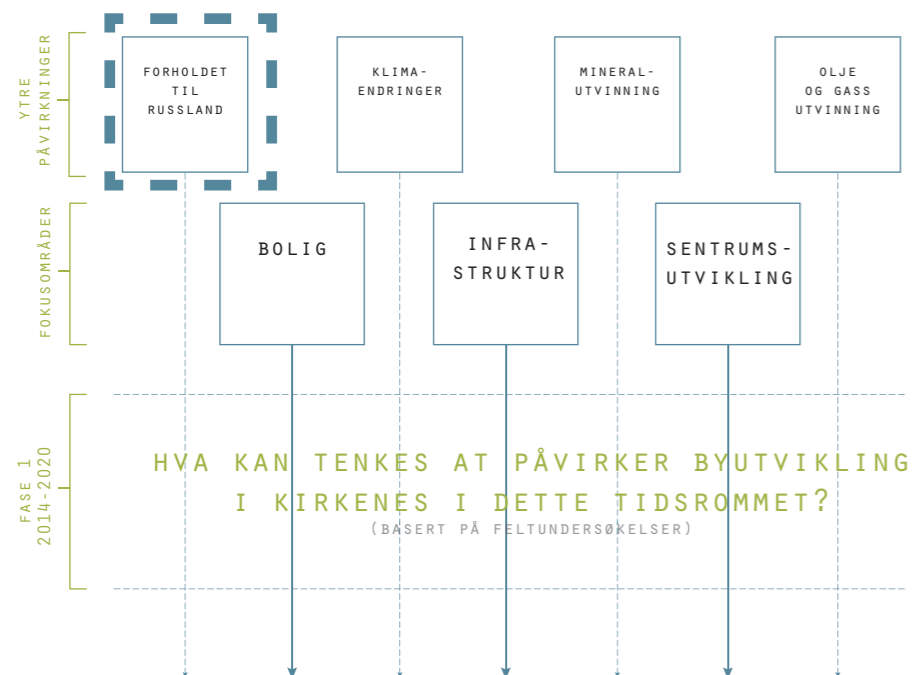 YTRE
PÅVIRKNINGER
FORHOLDET
TIL
RUSSLAND
KLIMA-
ENDRINGER
MINERAL-
UTVINNING
OLJE
OG GASS
UTVINNING
FOKUSOMRÅDER
BOLIG
INFRA-
STRUKTUR
SENTRUMS-
UTVIKLING
FASE 1
2014-2020
HVA KAN TENKES AT PÅVIRKER BYUTVIKLING
I KIRKENES I DETTE TIDSROMMET?
(BASERT PÅ FELTUNDERSØKELSER)